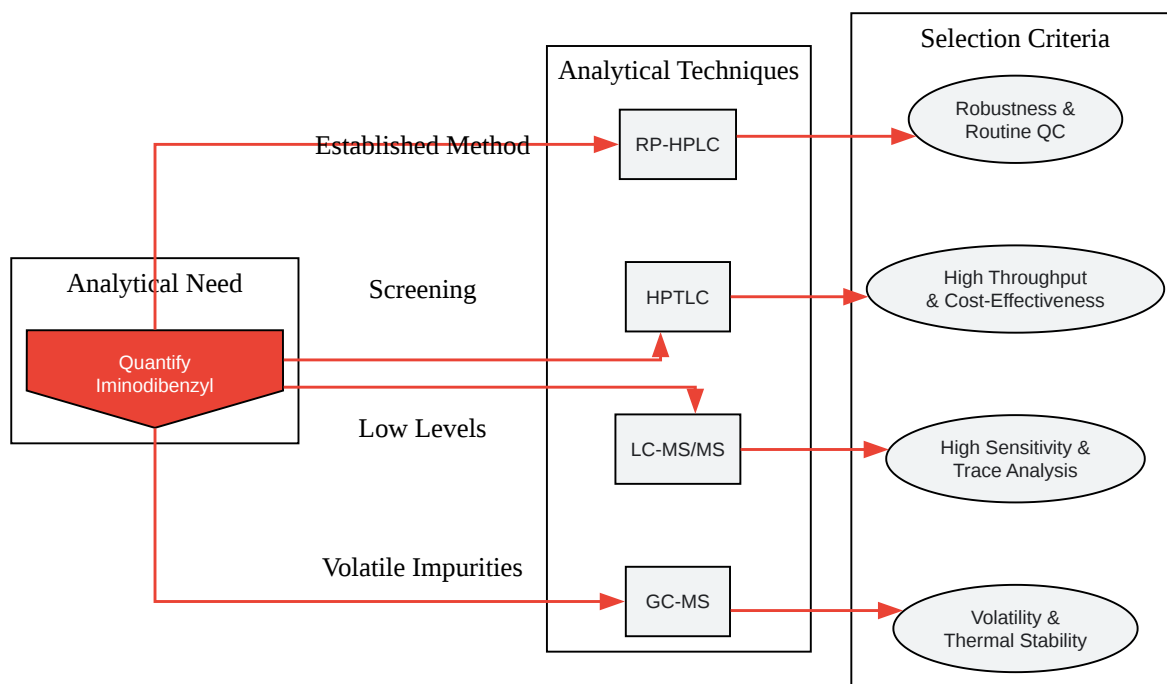 Selection Criteria
Analytical Techniques
Robustness &
Routine QC
Established Method
RP-HPLC
Analytical Need
Screening
HPTLC
High Throughput
& Cost-Effectiveness
Quantify
Iminodibenzyl
Low Levels
LC-MS/MS
High Sensitivity &
Trace Analysis
Volatile Impurities
GC-MS
Volatility &
Thermal Stability